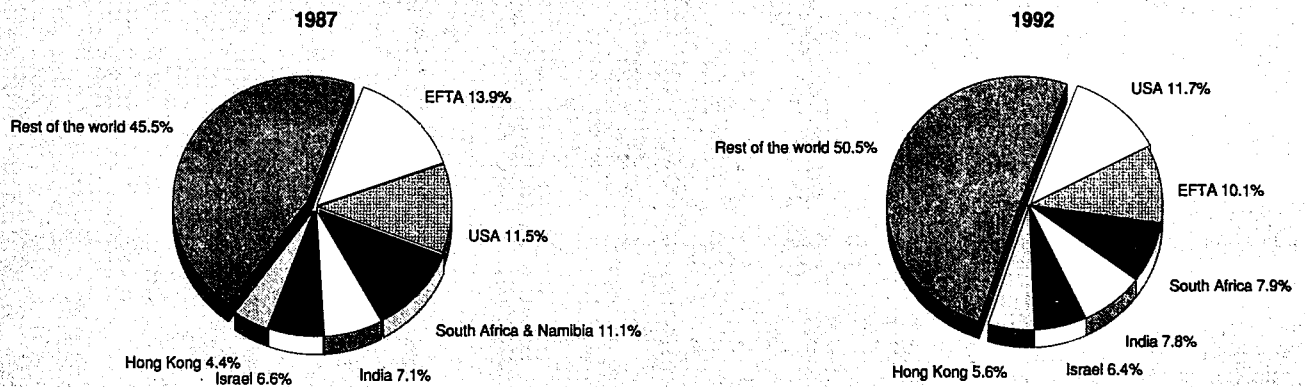 1987
EFTA 13.9%
Rest of the world 45.5%
USA 11.5%
South Africa & Namibia 11.1%
Hong Kong 4.4%
Israel 6.6%
India 7.1%
1992
USA 11.7%
Rest of the world 50.5%
EFTA 10.1%
South Africa 7.9%
India 7.8%
Israel 6.4%
Hong Kong 5.6%